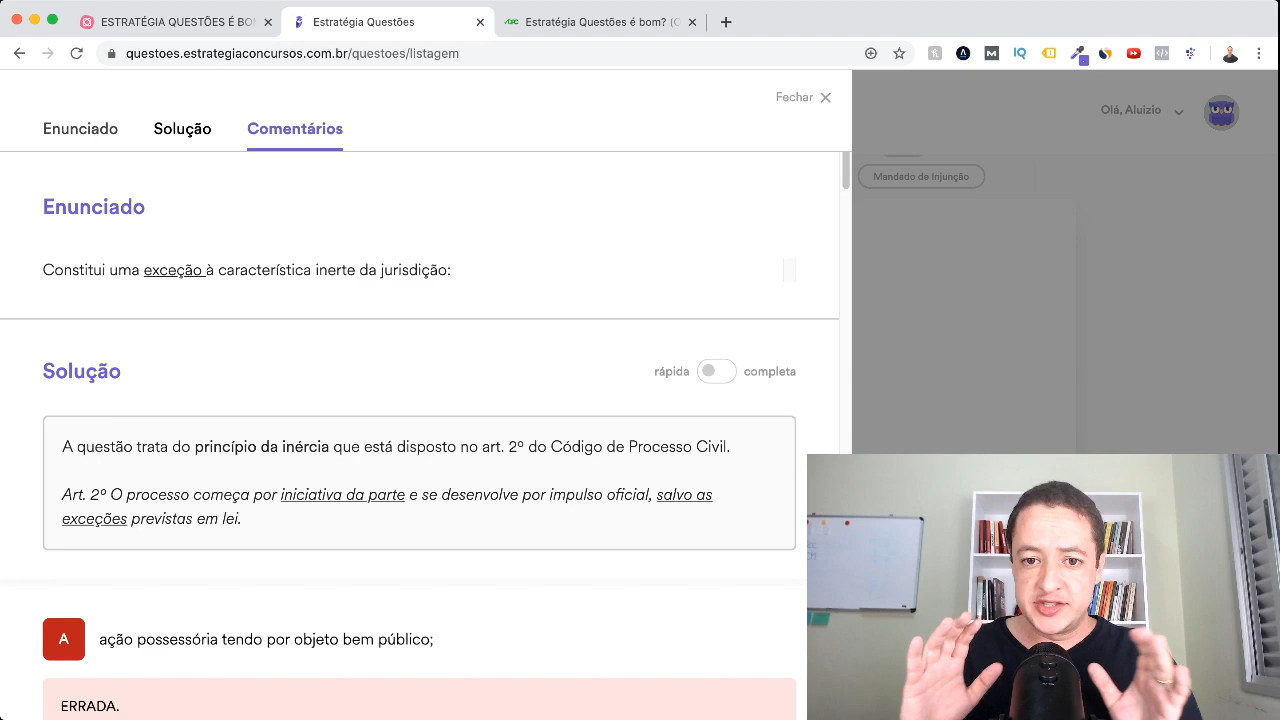 ESTRATÉGIA QUESTÕES É BO
Estratégia Questões
Estratégia Questões é bom? (C
questoes.estrategiaconcursos.com.br/questoes/listagem
Fechar
Enunciado
Solução
Comentários
Olá, Aluizio
Mandado de Injunção
Enunciado
Constitui uma exceção à característica inerte da jurisdição:
Solução
rápida
completa
A questão trata do princípio da inércia que está disposto no art. 2º do Código de Processo Civil.
Art. 2º O processo começa por iniciativa da parte e se desenvolve por impulso oficial, salvo as
exceções previstas em lei.
A
ação possessória tendo por objeto bem público;
ERRADA.